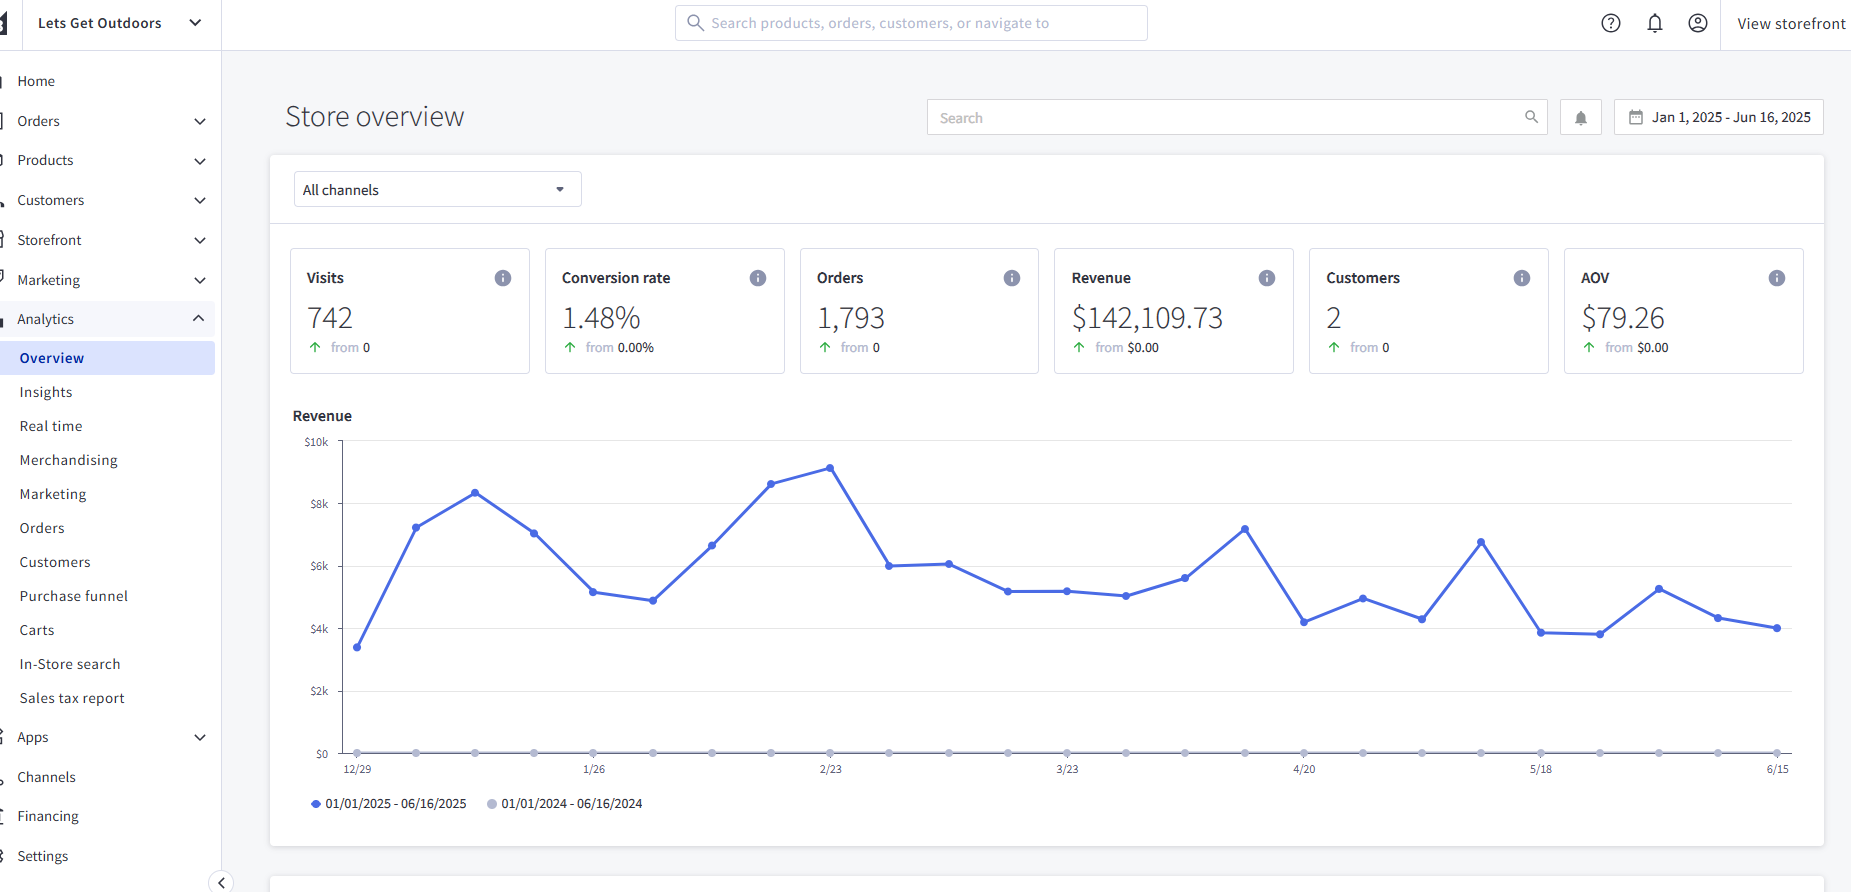 Lets Get Outdoors
Search products, orders, customers, or navigate to
View storefront
Home
Orders
Products
Customers
Storefront
Marketing
Analytics
Overview
Insights
Real time
Merchandising
Marketing
Orders
Customers
Purchase funnel
Carts
In-Store search
Sales tax report
Apps
Channels
Financing
Settings
Store overview
Search
Jan 1, 2025 - Jun 16, 2025
All channels
Visits
742
from 0
Conversion rate
1.48%
from 0.00%
Orders
1,793
from 0
Revenue
$142,109.73
from $0.00
Customers
2
from 0
AOV
$79.26
from $0.00
Revenue
$10k
$8k
$6k
$4k
$2k
$0
12/29 1/26 2/23 3/23 4/20 5/18 6/15
01/01/2025 - 06/16/2025 01/01/2024 - 06/16/2024